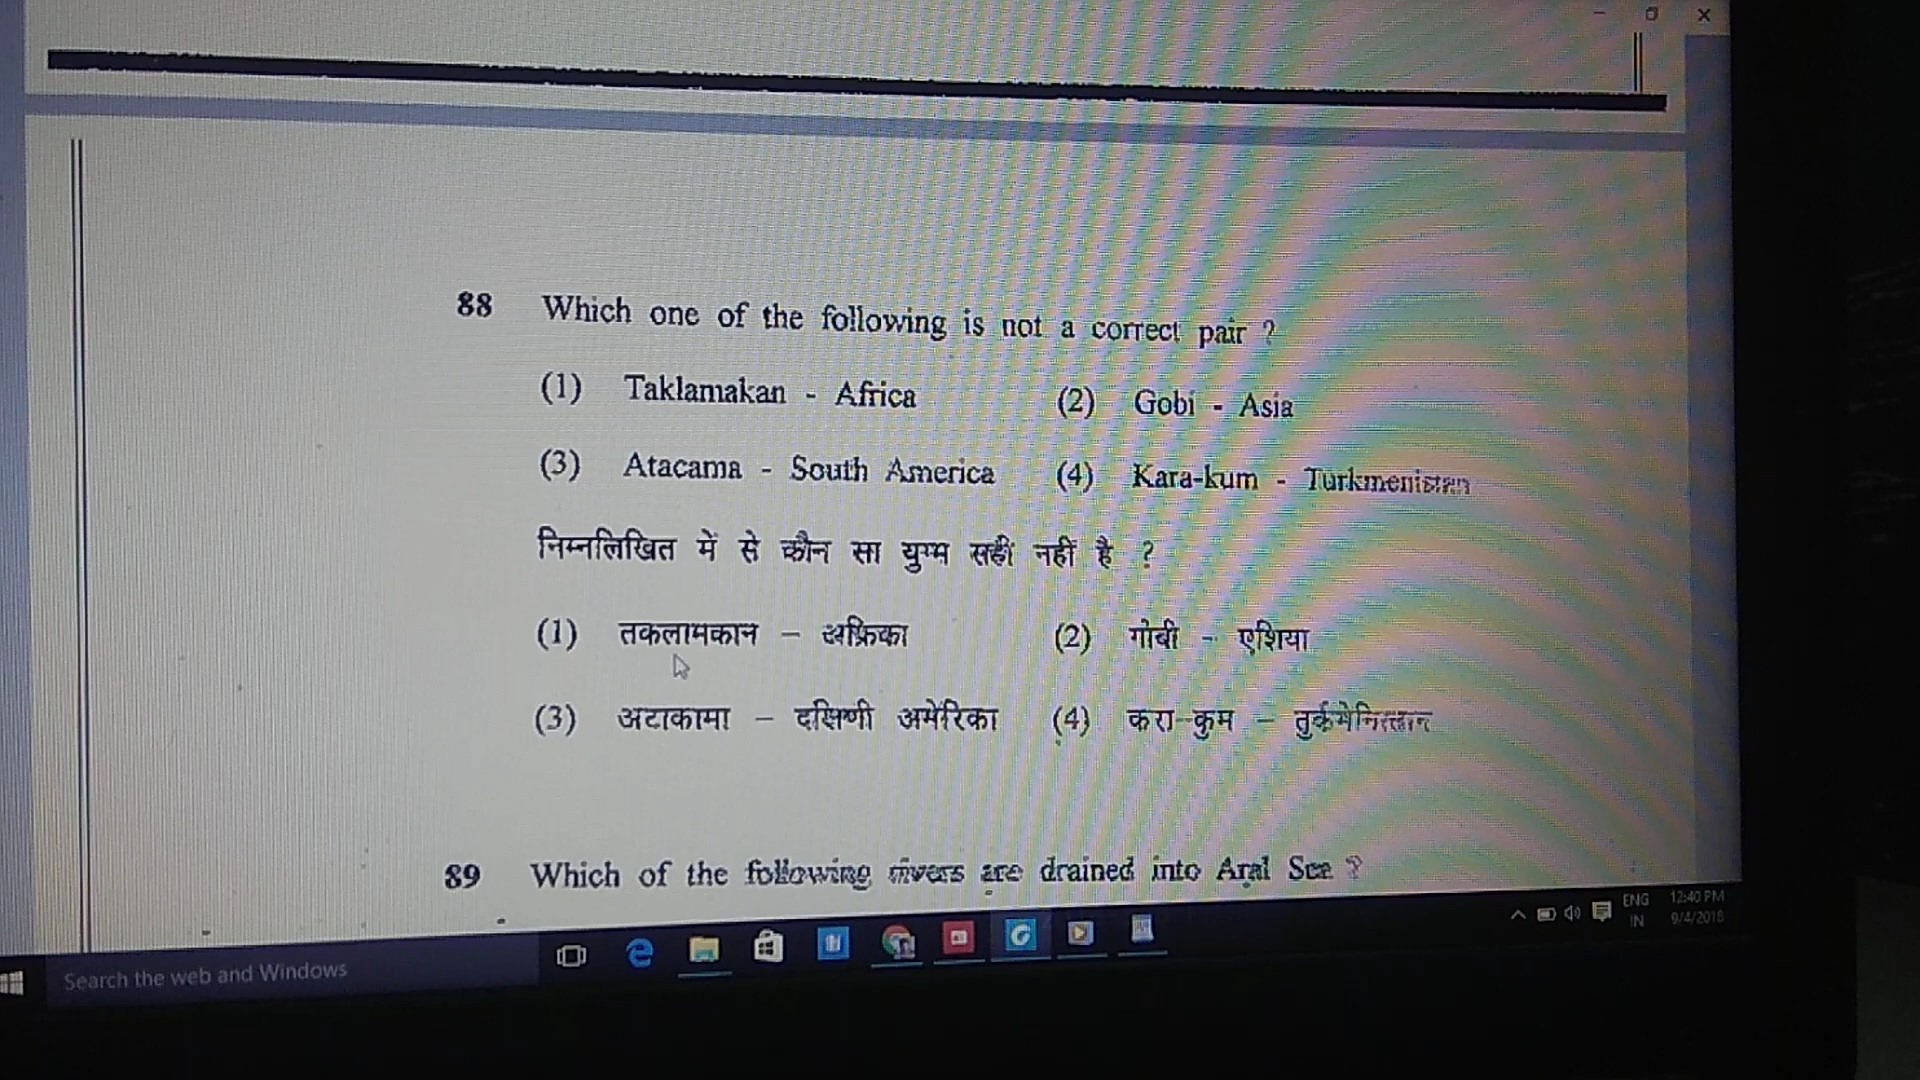 88 Which one of the following is not a correct pair ?
(1) Taklamakan - Africa (2) Gobi - Asia
(3) Atacama - South America (4) Kara-kum - Turkmenistan
निम्नलिखित में से कौन सा युग्म सही नहीं है ?
(1) तकलामकान – अफ्रिका (2) गोबी - एशिया
(3) अटाकामा – दक्षिणी अमेरिका (4) करा-कुम – तुर्कमेनिस्तान
89 Which of the following rivers are drained into Aral Sea ?
ENG 12:40 PM
IN 9/4/2018
Search the web and Windows